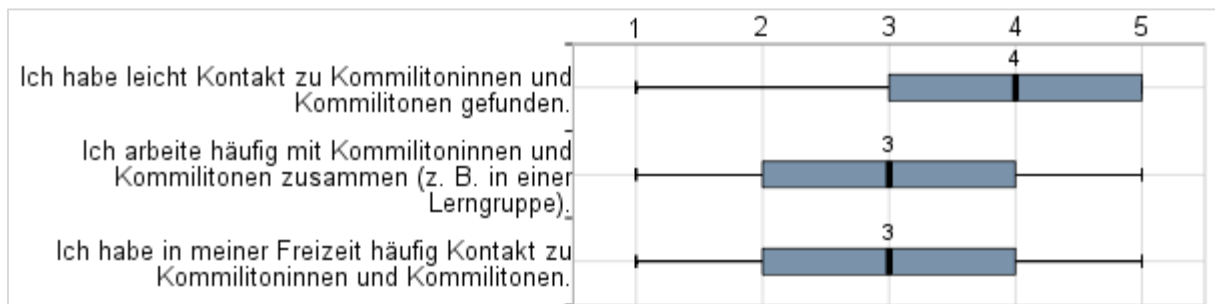 1 2 3 4 5
4
Ich habe leicht Kontakt zu Kommilitoninnen und
Kommilitonen gefunden.
3
Ich arbeite häufig mit Kommilitoninnen und
Kommilitonen zusammen (z. B. in einer
Lerngruppe).
3
Ich habe in meiner Freizeit häufig Kontakt zu
Kommilitoninnen und Kommilitonen.